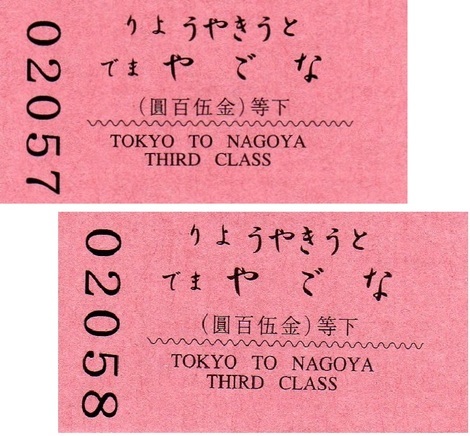 02057
とうきやう より
なごや まで
下等（金伍百圓）
TOKYO TO NAGOYA
THIRD CLASS
02058
とうきやう より
なごや まで
下等（金伍百圓）
TOKYO TO NAGOYA
THIRD CLASS